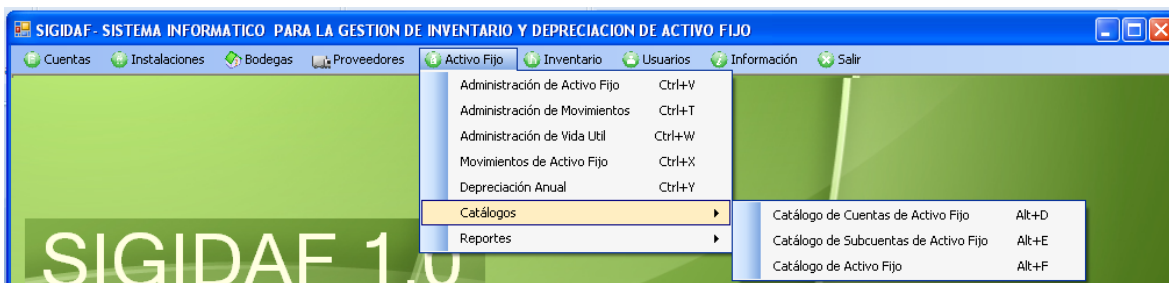 SIGIDAF- SISTEMA INFORMATICO PARA LA GESTION DE INVENTARIO Y DEPRECIACION DE ACTIVO FIJO
Cuentas Instalaciones Bodegas Proveedores Activo Fijo Inventario Usuarios Información Salir
Administración de Activo Fijo Ctrl+V
Administración de Movimientos Ctrl+T
Administración de Vida Util Ctrl+W
Movimientos de Activo Fijo Ctrl+X
Depreciación Anual Ctrl+Y
Catálogos
Reportes
Catálogo de Cuentas de Activo Fijo Alt+D
Catálogo de Subcuentas de Activo Fijo Alt+E
Catálogo de Activo Fijo Alt+F
SIGIDAF 1.0